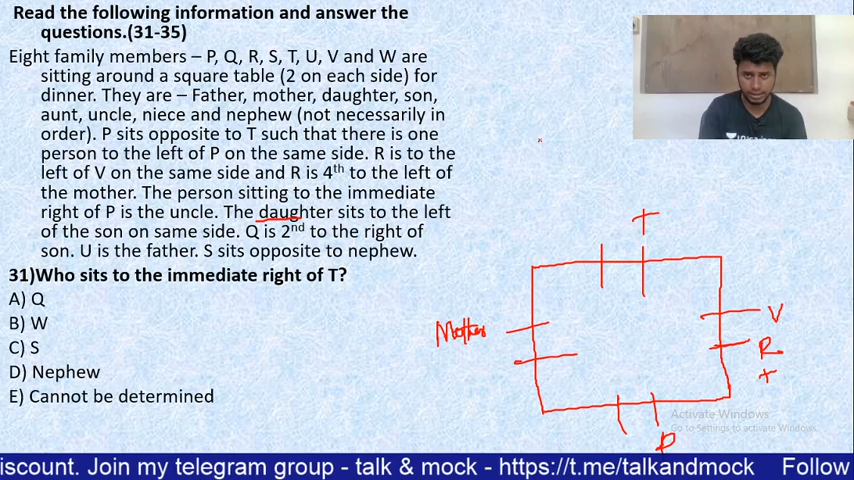 Read the following information and answer the
questions.(31-35)
Eight family members – P, Q, R, S, T, U, V and W are
sitting around a square table (2 on each side) for
dinner. They are – Father, mother, daughter, son,
aunt, uncle, niece and nephew (not necessarily in
order). P sits opposite to T such that there is one
person to the left of P on the same side. R is to the
left of V on the same side and R is 4th to the left of
the mother. The person sitting to the immediate
right of P is the uncle. The daughter sits to the left
of the son on same side. Q is 2nd to the right of
son. U is the father. S sits opposite to nephew.
31)Who sits to the immediate right of T?
A) Q
B) W
C) S
D) Nephew
E) Cannot be determined
T
Mother
V
R
+
P
Activate Windows
Go to Settings to activate Windows.
iscount. Join my telegram group - talk & mock - https://t.me/talkandmock Follow